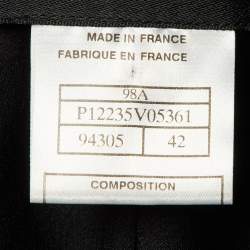 MADE IN FRANCE
FABRIQUE EN FRANCE
98A
P12235V05361
94305 42
COMPOSITION